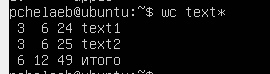 pchelaeb@ubuntu:~$ wc text*
 3  6 24 text1
 3  6 25 text2
 6 12 49 итого